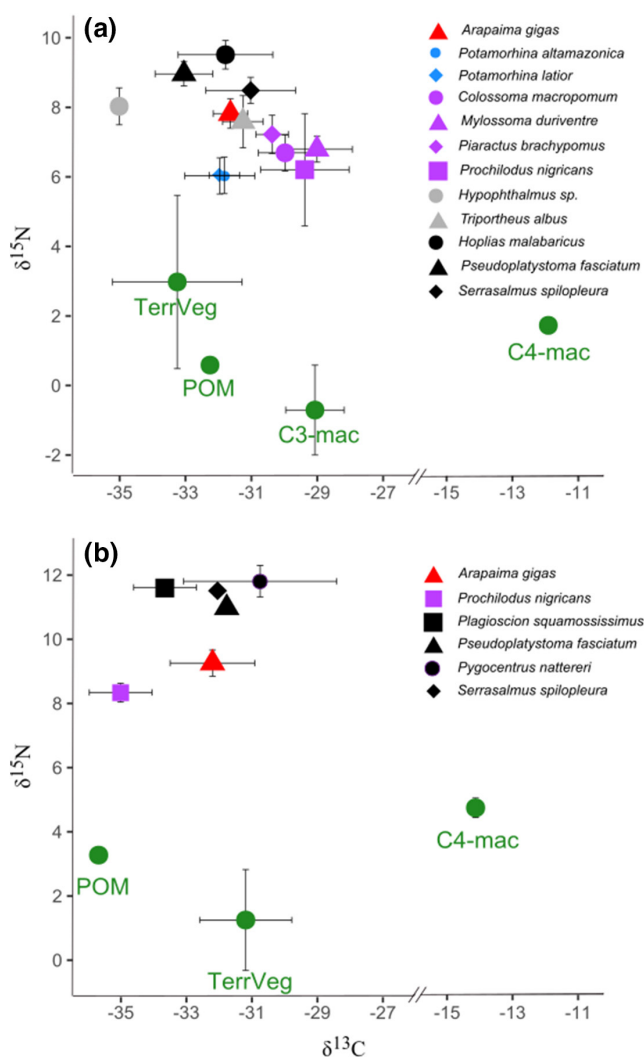 (a)
10
8
6
4
2
0
-2
δ15N
Arapaima gigas
Potamorhina altamazonica
Potamorhina latior
Colossoma macropomum
Mylossoma duriventre
Piaractus brachypomus
Prochilodus nigricans
Hypophthalmus sp.
Triportheus albus
Hoplias malabaricus
Pseudoplatystoma fasciatum
Serrasalmus spilopleura
TerrVeg
POM
C3-mac
C4-mac
-35 -33 -31 -29 -27 -15 -13 -11
(b)
12
10
8
6
4
2
0
δ15N
Arapaima gigas
Prochilodus nigricans
Plagioscion squamossissimus
Pseudoplatystoma fasciatum
Pygocentrus nattereri
Serrasalmus spilopleura
POM
TerrVeg
C4-mac
-35 -33 -31 -29 -27 -15 -13 -11
δ13C